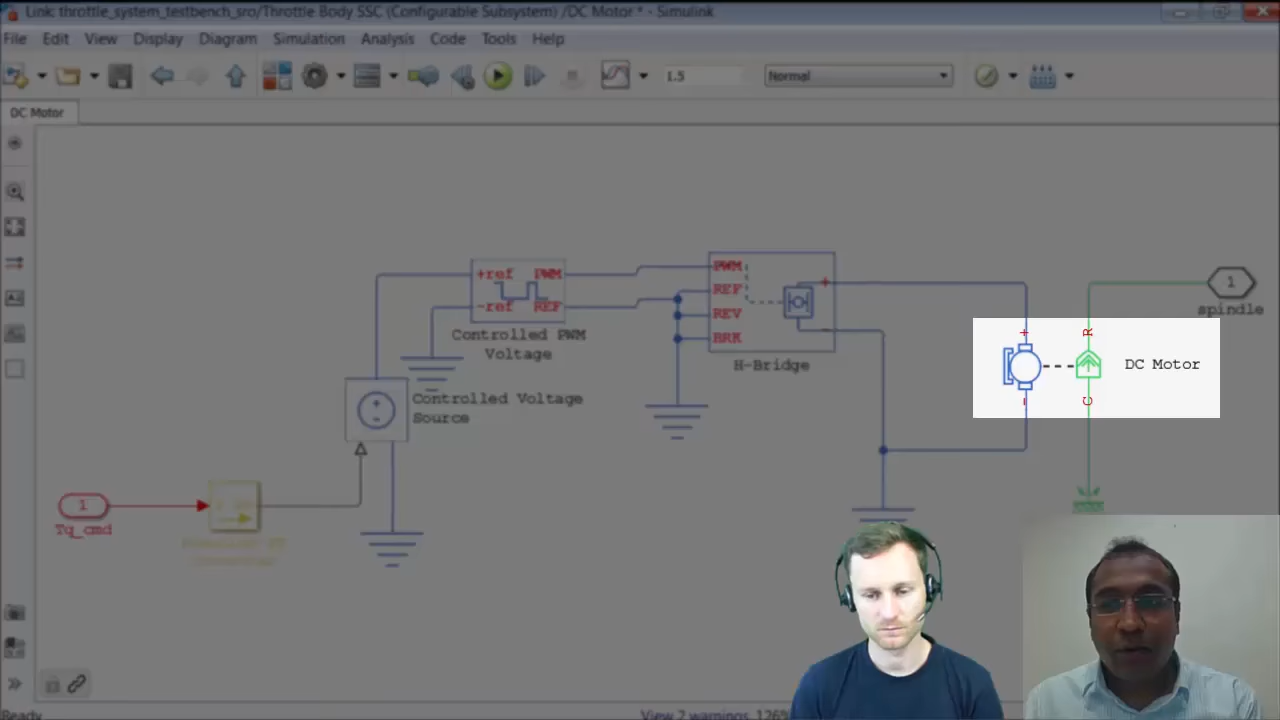 Link: throttle_system_testbench_sro/Throttle Body SSC (Configurable Subsystem) /DC Motor * - Simulink
File Edit View Display Diagram Simulation Analysis Code Tools Help
1.5 Normal
DC Motor
+ref PWM
-ref REF
Controlled PWM
Voltage
PWM
REF
REV
BRK
+
-
H-Bridge
1
spindle
+ R
DC Motor
- C
Controlled Voltage
Source
1
Tq_cmd
Ready View 2 warnings 126%